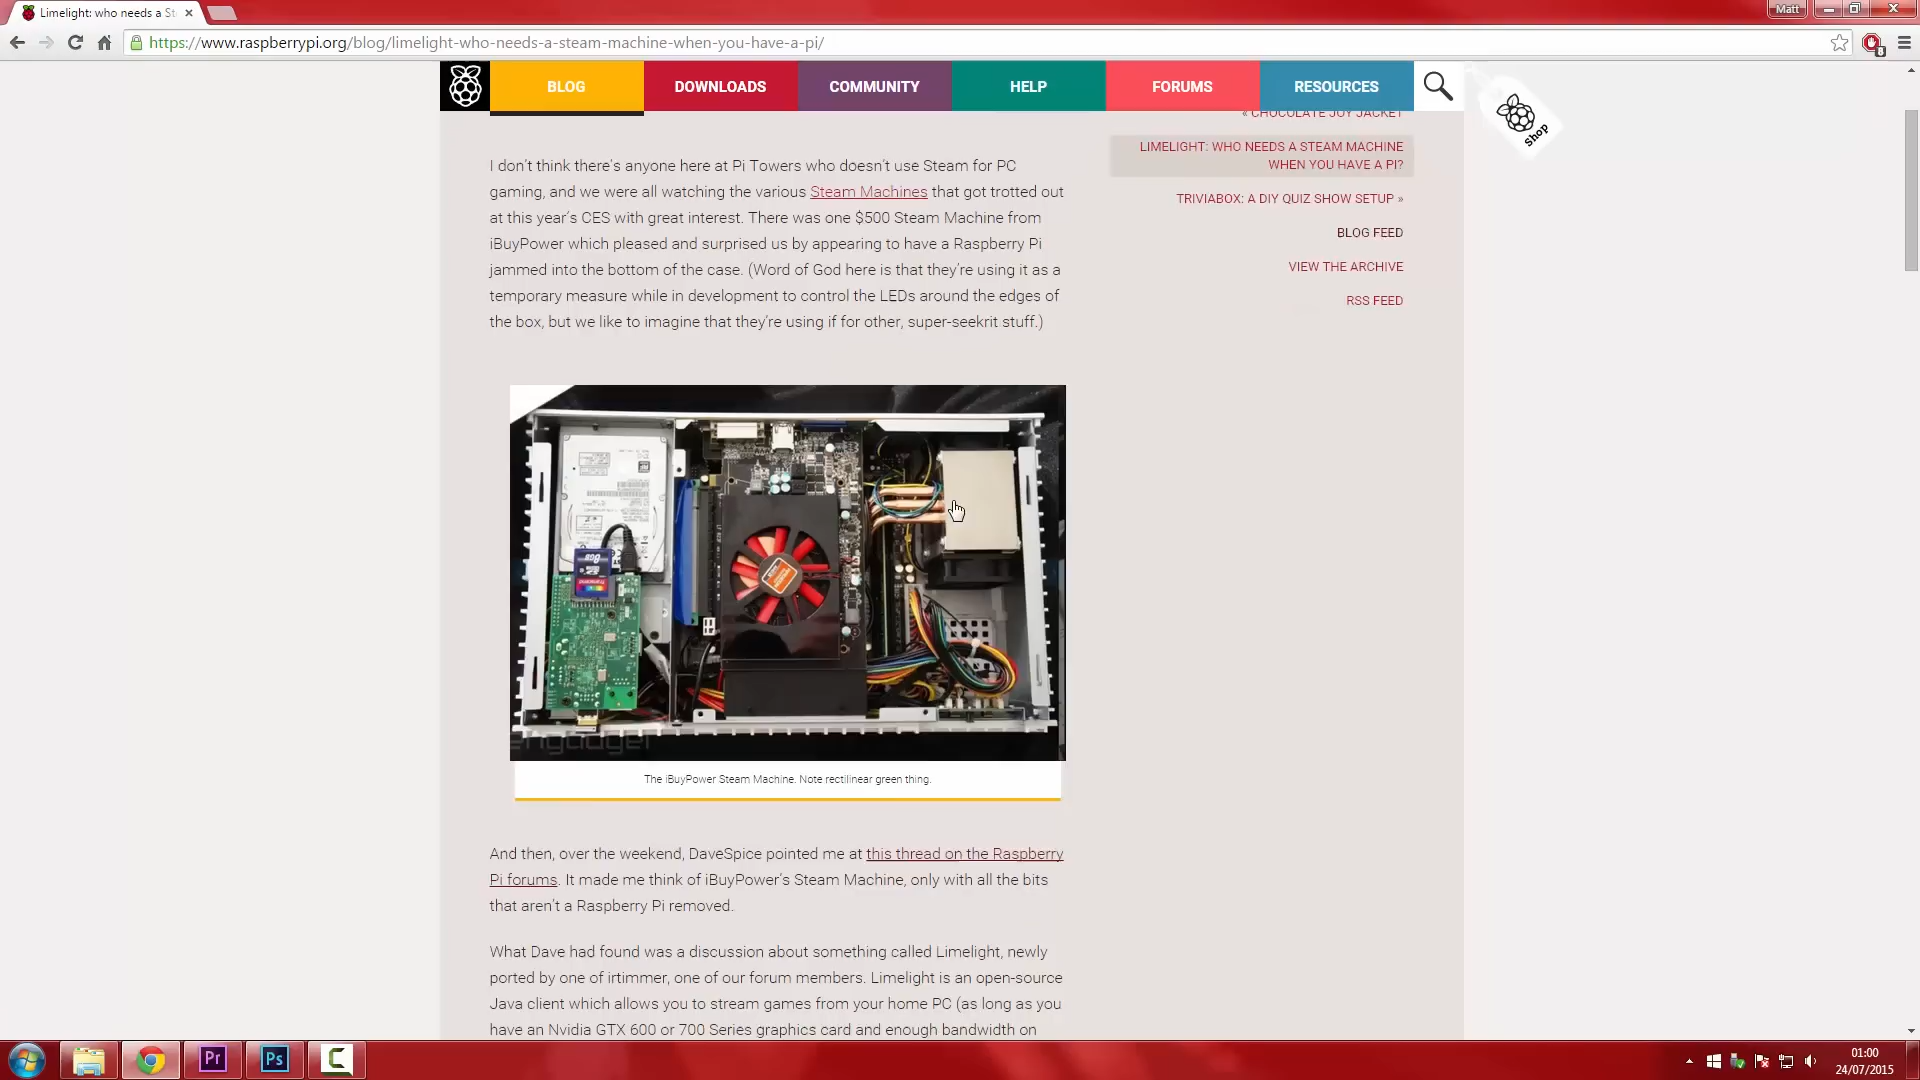 Limelight: who needs a St
Matt
https://www.raspberrypi.org/blog/limelight-who-needs-a-steam-machine-when-you-have-a-pi/
BLOG
DOWNLOADS
COMMUNITY
HELP
FORUMS
RESOURCES
Shop
« CHOCOLATE JOY JACKET
LIMELIGHT: WHO NEEDS A STEAM MACHINE
WHEN YOU HAVE A PI?
TRIVIABOX: A DIY QUIZ SHOW SETUP »
BLOG FEED
VIEW THE ARCHIVE
RSS FEED
I don't think there's anyone here at Pi Towers who doesn't use Steam for PC
gaming, and we were all watching the various Steam Machines that got trotted out
at this year's CES with great interest. There was one $500 Steam Machine from
iBuyPower which pleased and surprised us by appearing to have a Raspberry Pi
jammed into the bottom of the case. (Word of God here is that they're using it as a
temporary measure while in development to control the LEDs around the edges of
the box, but we like to imagine that they're using if for other, super-seekrit stuff.)
engadget
The iBuyPower Steam Machine. Note rectilinear green thing.
And then, over the weekend, DaveSpice pointed me at this thread on the Raspberry
Pi forums. It made me think of iBuyPower's Steam Machine, only with all the bits
that aren't a Raspberry Pi removed.
What Dave had found was a discussion about something called Limelight, newly
ported by one of irtimmer, one of our forum members. Limelight is an open-source
Java client which allows you to stream games from your home PC (as long as you
have an Nvidia GTX 600 or 700 Series graphics card and enough bandwidth on
Pr
Ps
C
01:00
24/07/2015